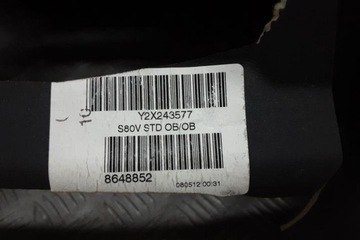 Y2X243577
S80V STD OB/OB
8648852
080512 00:31